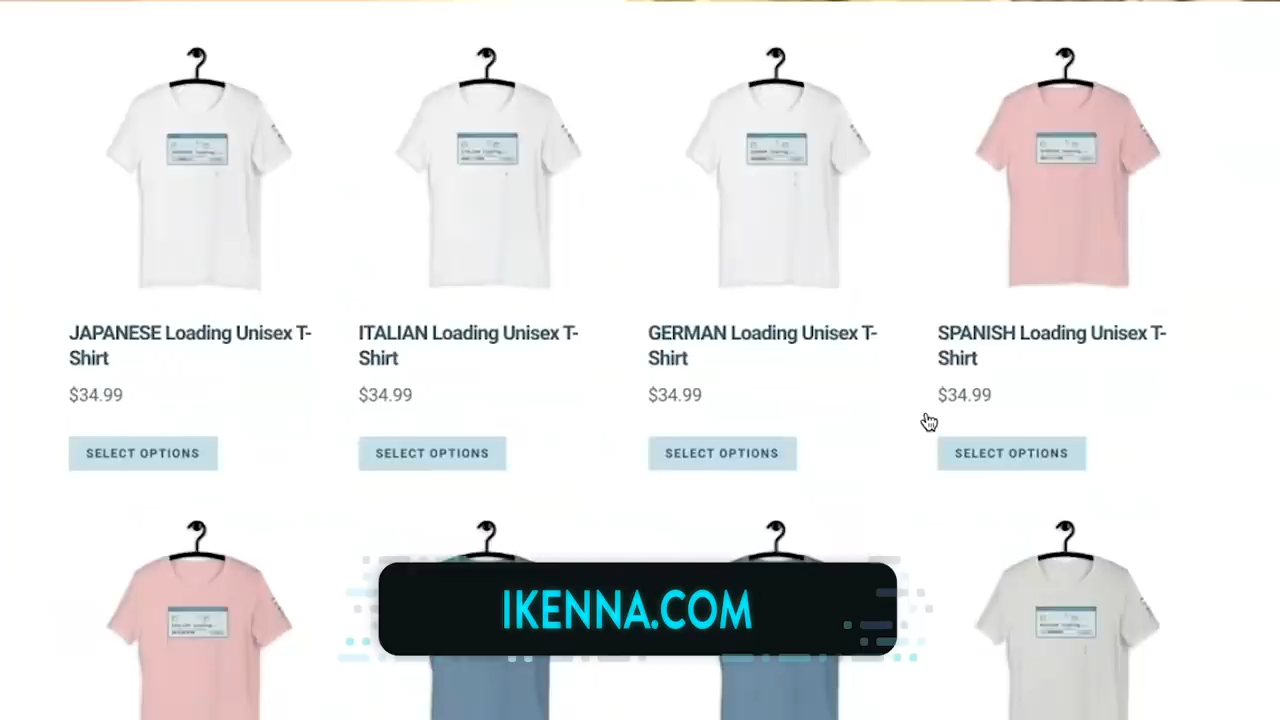 JAPANESE Loading Unisex T-
Shirt
$34.99
SELECT OPTIONS
ITALIAN Loading Unisex T-
Shirt
$34.99
SELECT OPTIONS
GERMAN Loading Unisex T-
Shirt
$34.99
SELECT OPTIONS
SPANISH Loading Unisex T-
Shirt
$34.99
SELECT OPTIONS
IKENNA.COM